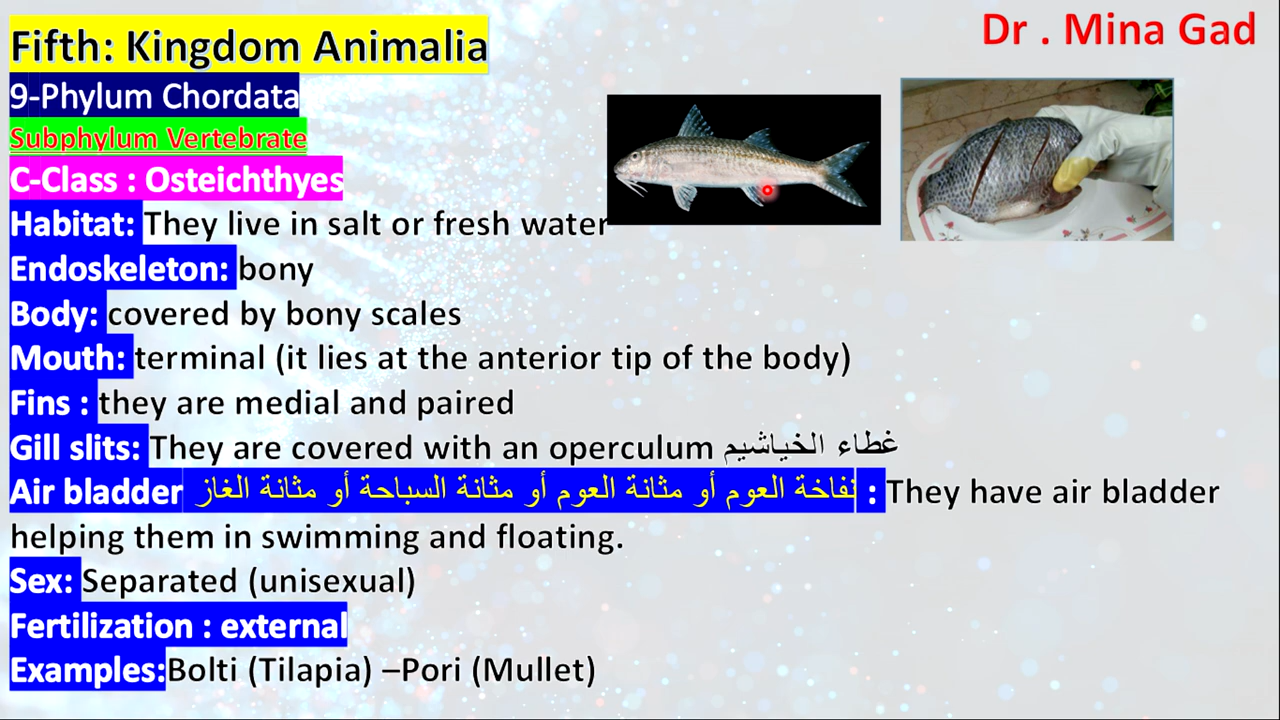 Dr . Mina Gad
Fifth: Kingdom Animalia
9-Phylum Chordata
Subphylum Vertebrate
C-Class : Osteichthyes
Habitat: They live in salt or fresh water
Endoskeleton: bony
Body: covered by bony scales
Mouth: terminal (it lies at the anterior tip of the body)
Fins : they are medial and paired
Gill slits: They are covered with an operculum غطاء الخياشيم
Air bladder نفاخة العوم أو مثانة العوم أو مثانة السباحة أو مثانة الغاز : They have air bladder
helping them in swimming and floating.
Sex: Separated (unisexual)
Fertilization : external
Examples:Bolti (Tilapia) –Pori (Mullet)